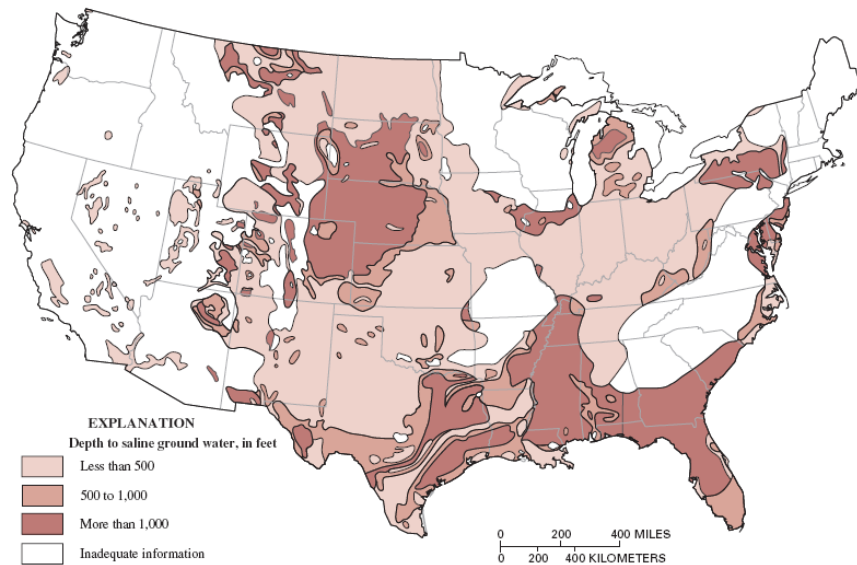 EXPLANATION
Depth to saline ground water, in feet
Less than 500
500 to 1,000
More than 1,000
Inadequate information
0 200 400 MILES
0 200 400 KILOMETERS